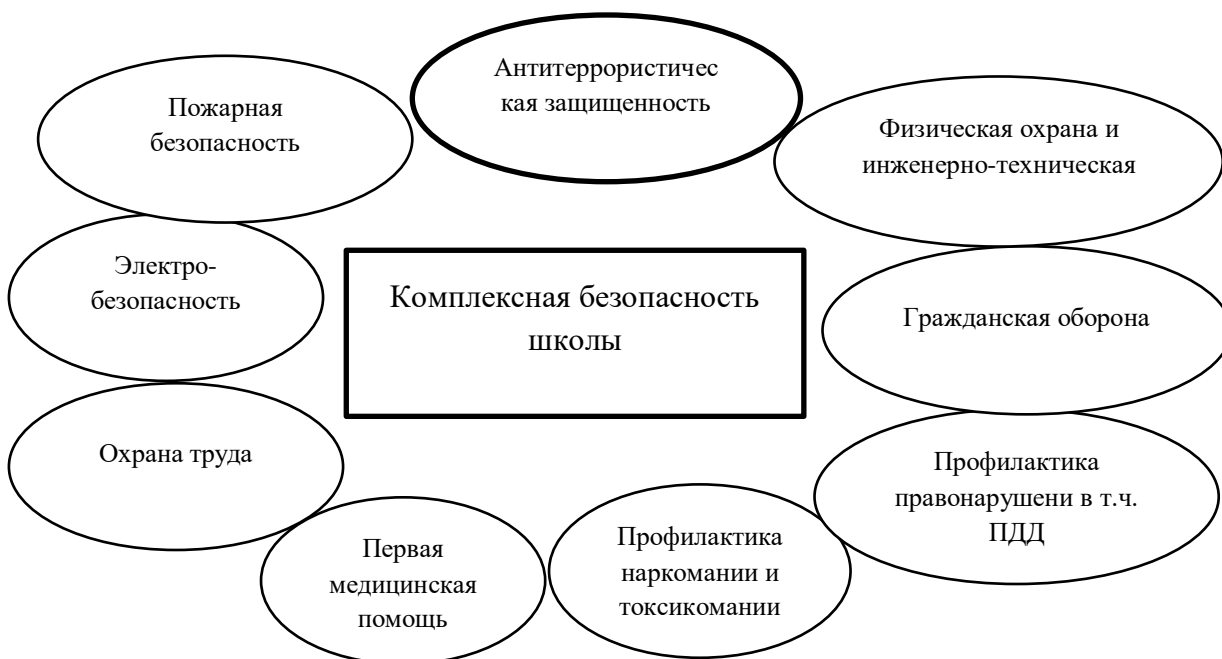 Антитеррористичес
кая защищенность
Пожарная
безопасность
Физическая охрана и
инженерно-техническая
Электро-
безопасность
Комплексная безопасность
школы
Гражданская оборона
Охрана труда
Профилактика
правонарушени в т.ч.
ПДД
Первая
медицинская
помощь
Профилактика
наркомании и
токсикомании